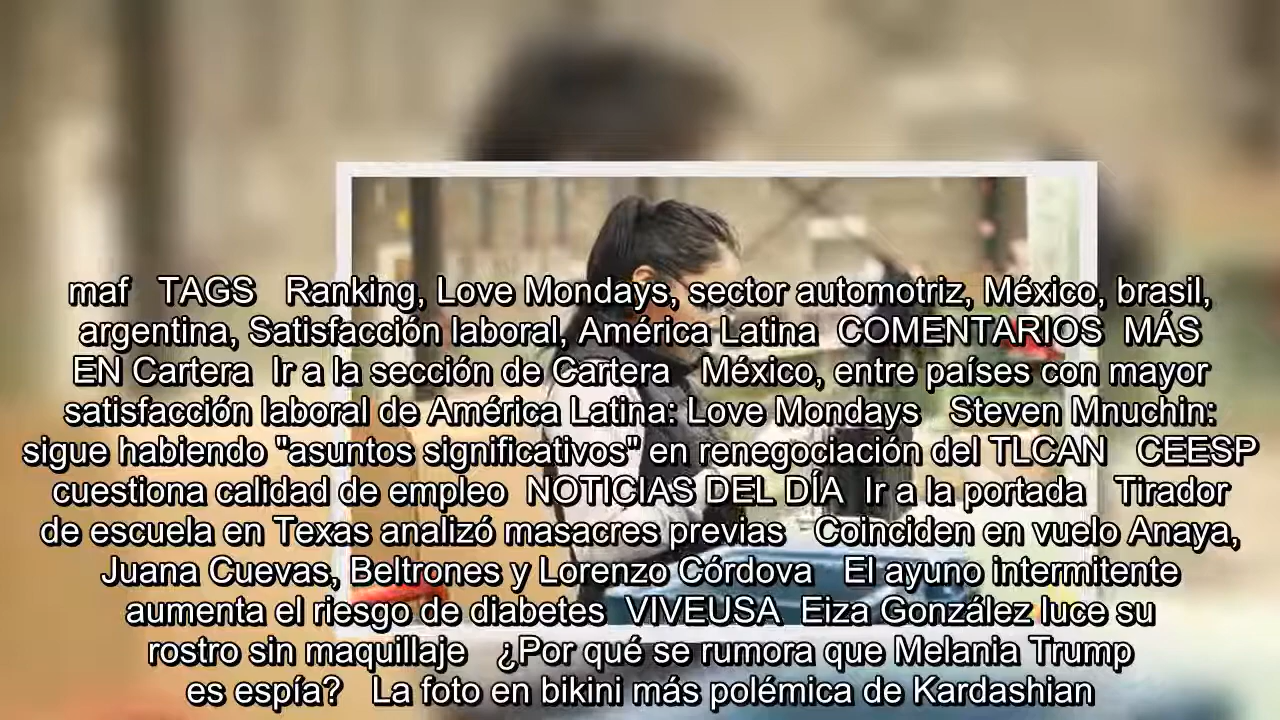 maf TAGS Ranking, Love Mondays, sector automotriz, México, brasil,
argentina, Satisfacción laboral, América Latina COMENTARIOS MÁS
EN Cartera Ir a la sección de Cartera México, entre países con mayor
satisfacción laboral de América Latina: Love Mondays Steven Mnuchin:
sigue habiendo "asuntos significativos" en renegociación del TLCAN CEESP
cuestiona calidad de empleo NOTICIAS DEL DÍA Ir a la portada Tirador
de escuela en Texas analizó masacres previas Coinciden en vuelo Anaya,
Juana Cuevas, Beltrones y Lorenzo Córdova El ayuno intermitente
aumenta el riesgo de diabetes VIVEUSA Eiza González luce su
rostro sin maquillaje ¿Por qué se rumora que Melania Trump
es espía? La foto en bikini más polémica de Kardashian